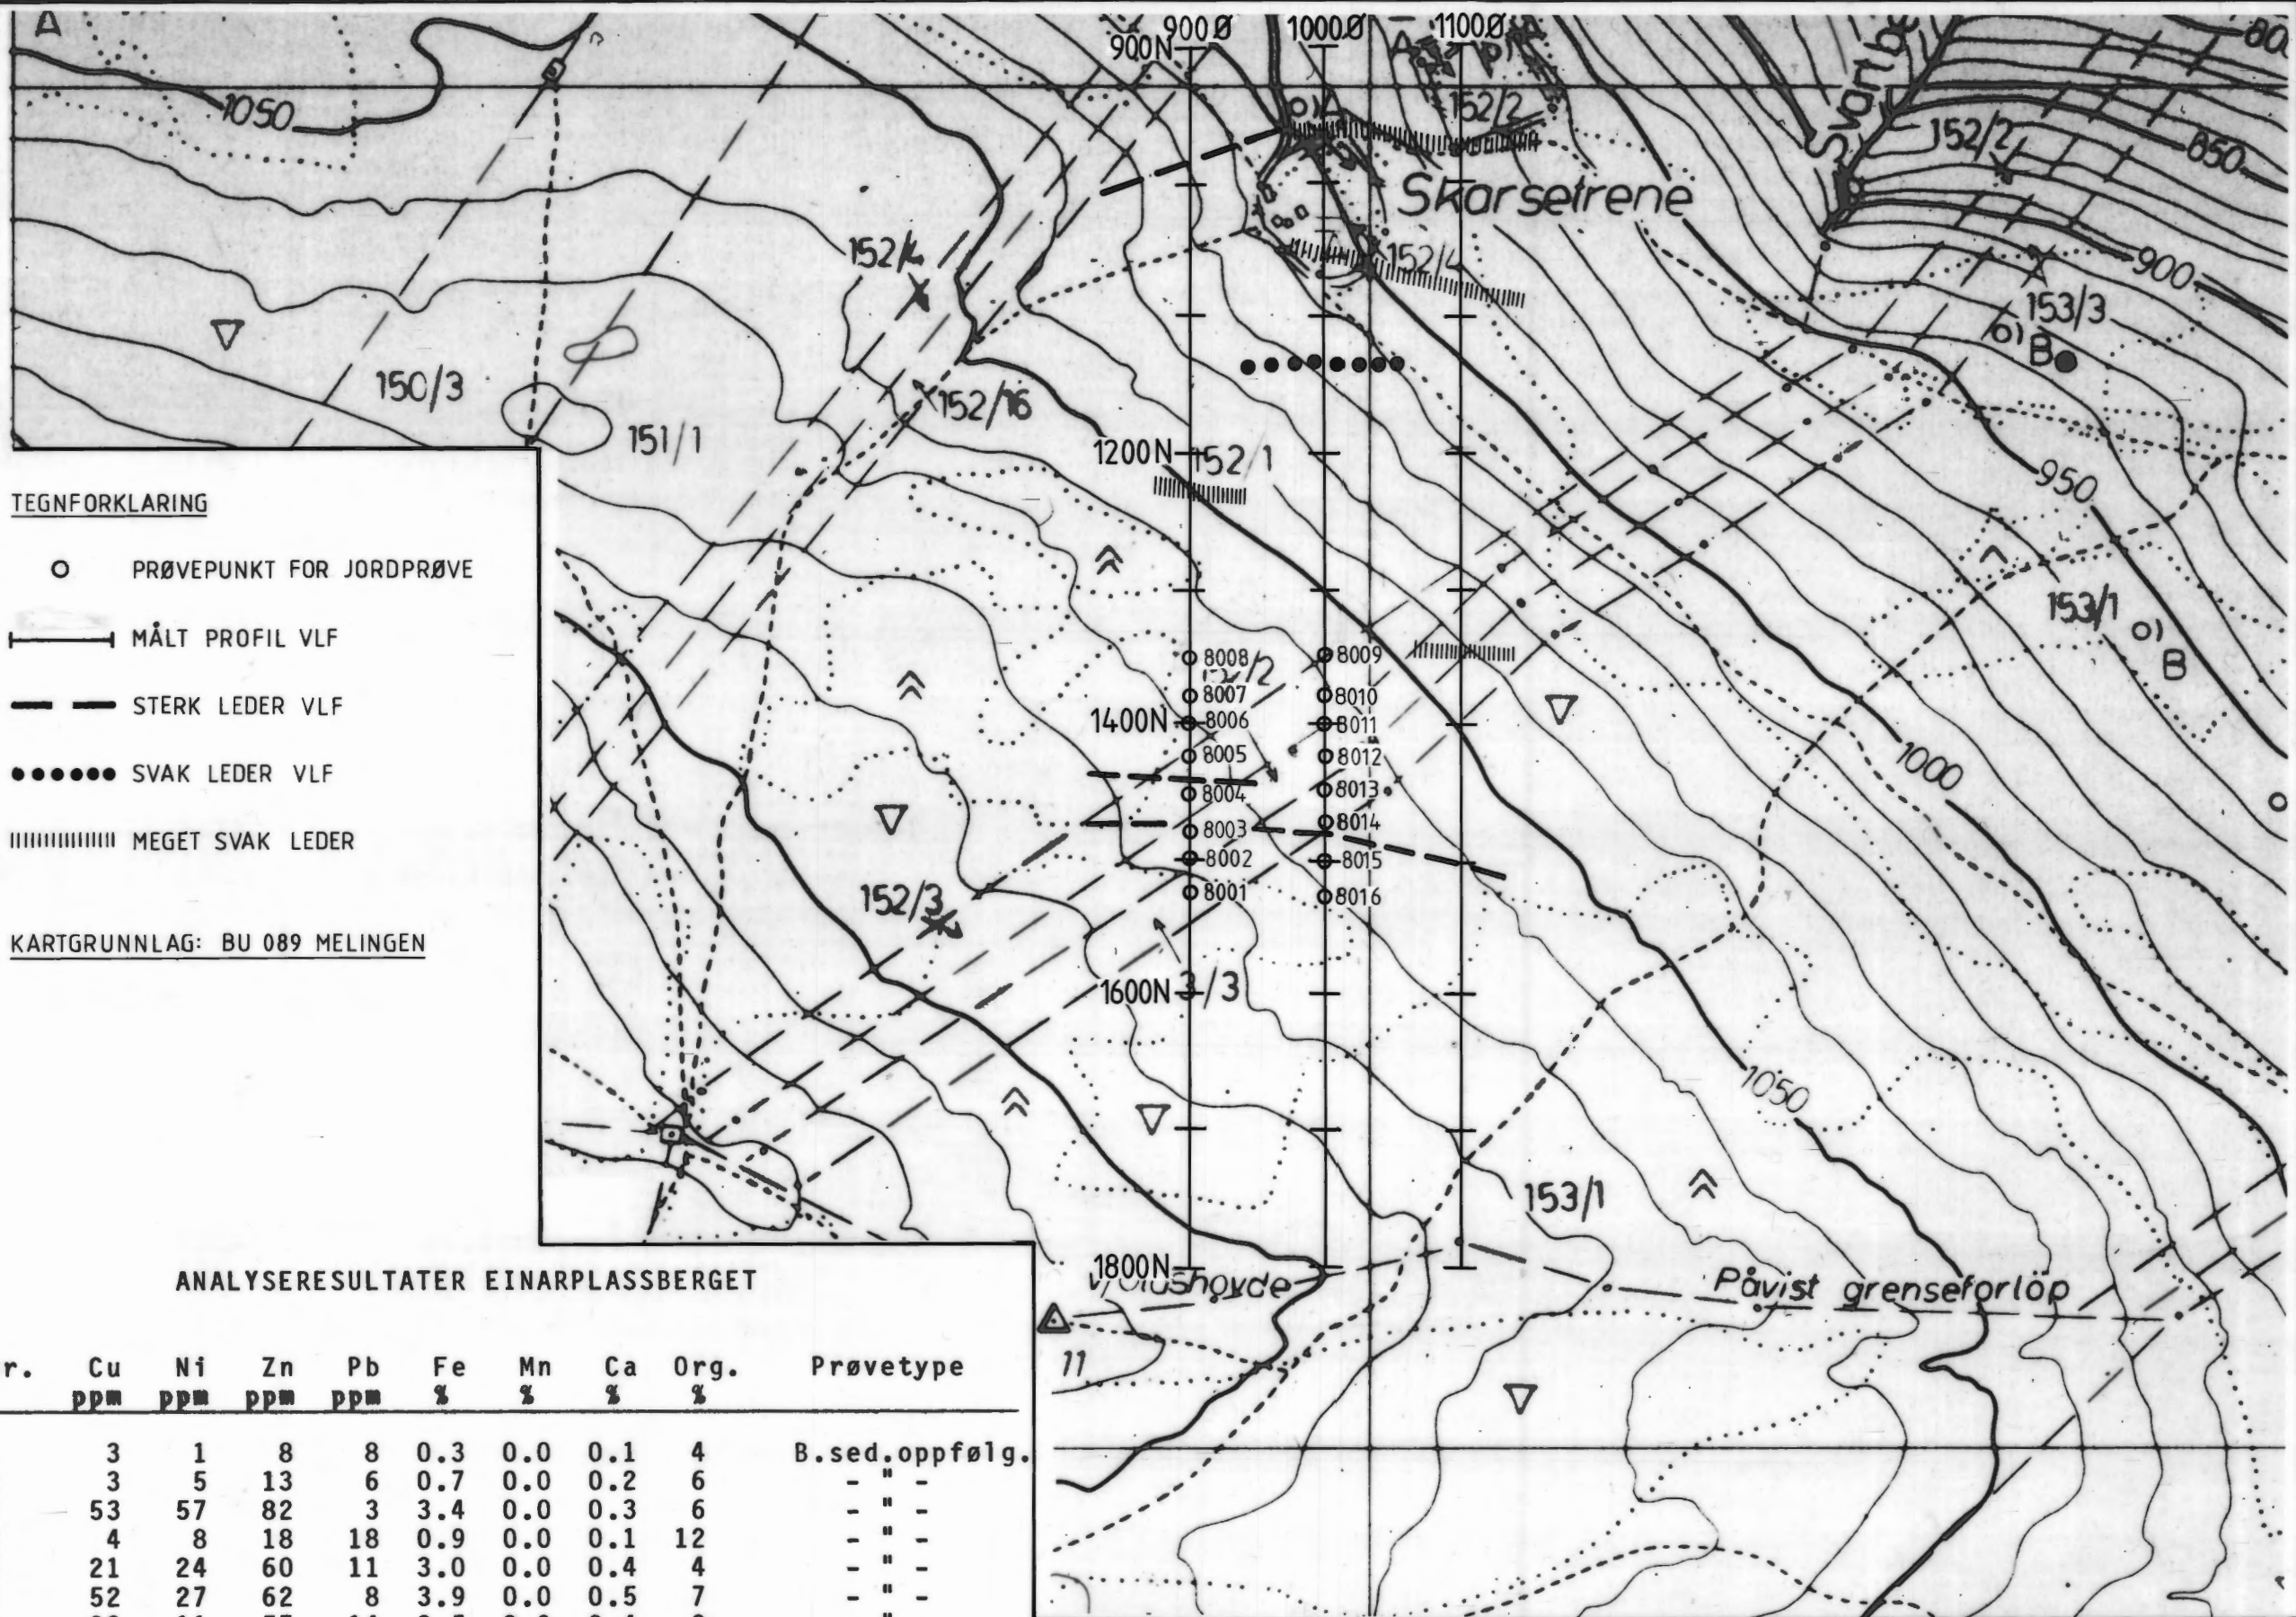 900Ø 1000Ø 1100Ø
900N
80
1050
Svartb
152/2
152/2
850
Skarsetrene
152/4
152/4
900
153/3
o) B
o) A
150/3
152/16
151/1
1200N 152/1
950
TEGNFORKLARING
PRØVEPUNKT FOR JORDPRØVE
MÅLT PROFIL VLF
STERK LEDER VLF
SVAK LEDER VLF
MEGET SVAK LEDER
KARTGRUNNLAG: BU 089 MELINGEN
153/1
o)
B
8008 8009
8007 8010
1400N 8006 8011
8005 8012
8004 8013
8003 8014
8002 8015
8001 8016
1000
152/3
1600N 3/3
1050
153/1
1800N
Påvist grenseforlöp
11
ANALYSERESULTATER EINARPLASSBERGET
r. Cu Ni Zn Pb Fe Mn Ca Org. Prøvetype
ppm ppm ppm ppm % % % %
3 1 8 8 0.3 0.0 0.1 4 B.sed.oppfølg.
3 5 13 6 0.7 0.0 0.2 6 - " -
53 57 82 3 3.4 0.0 0.3 6 - " -
4 8 18 18 0.9 0.0 0.1 12 - " -
21 24 60 11 3.0 0.0 0.4 4 - " -
52 27 62 8 3.9 0.0 0.5 7 - " -